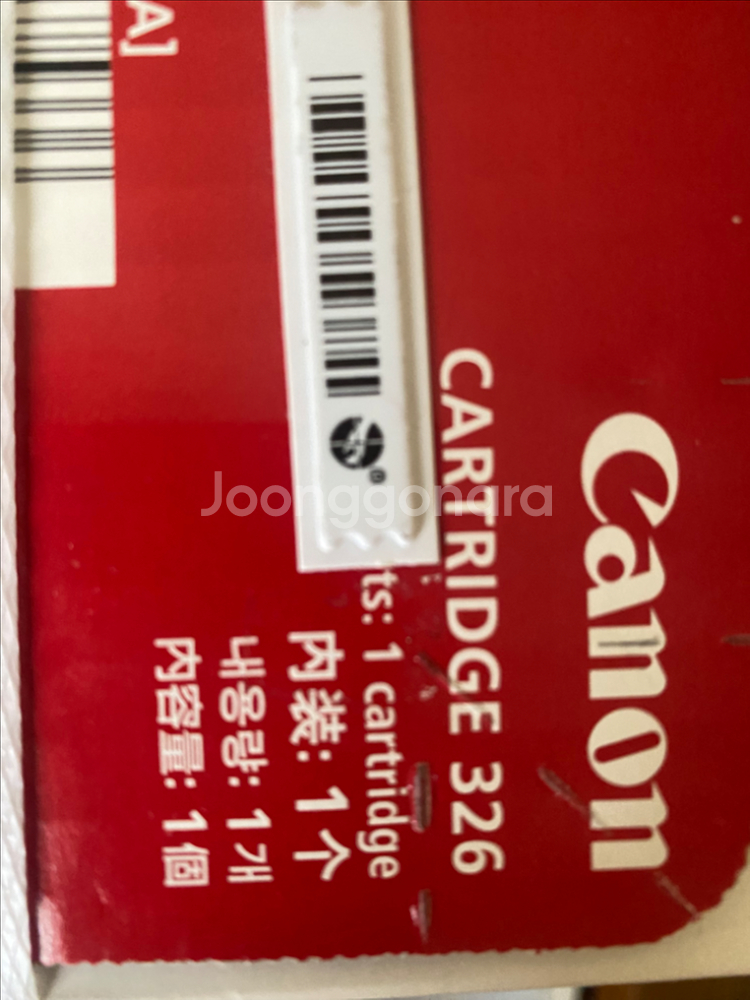 Canon
CARTRIDGE 326
ts: 1 cartridge
内装: 1个
내용량: 1개
内容量: 1個
A]
Joonggonara